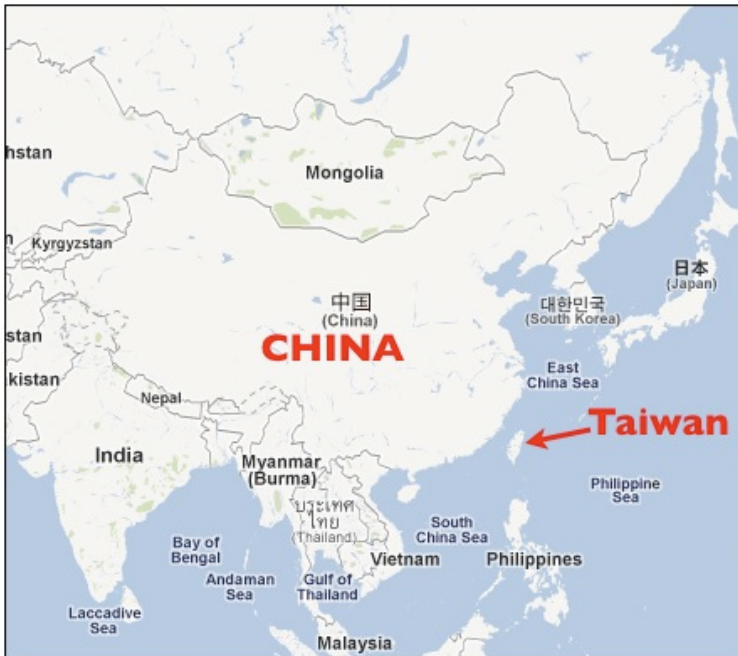 hstan
Mongolia
n
Kyrgyzstan
日本
(Japan)
中国
(China)
대한민국
(South Korea)
CHINA
stan
kistan
East
China Sea
Nepal
Taiwan
India
Myanmar
(Burma)
Philippine
Sea
ประเทศ
ไทย
(Thailand)
South
China Sea
Bay of
Bengal
Vietnam
Philippines
Andaman
Sea
Gulf of
Thailand
Laccadive
Sea
Malaysia